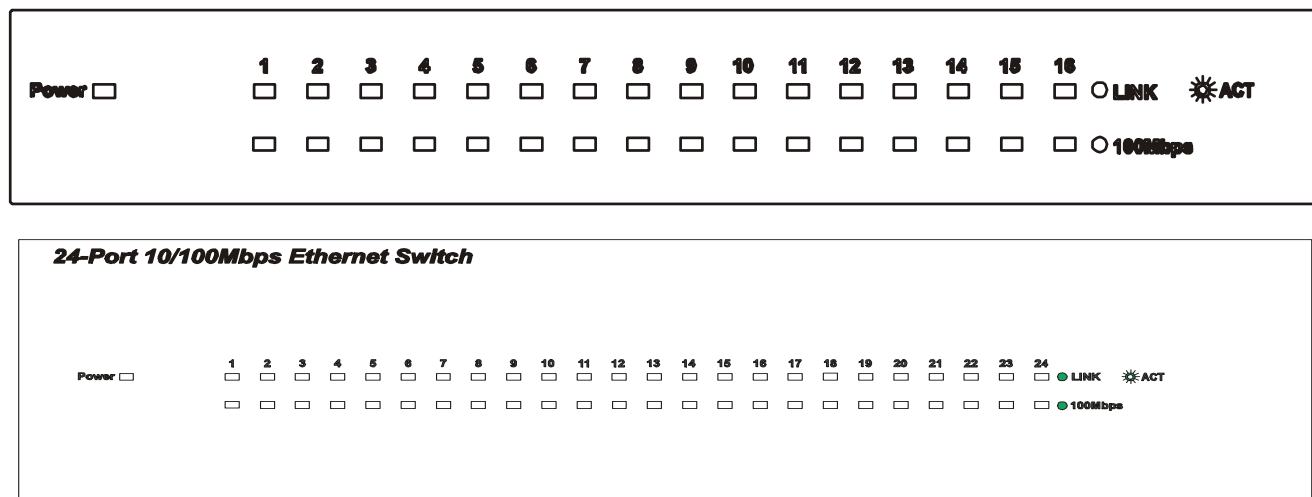 1 2 3 4 5 6 7 8 9 10 11 12 13 14 15 16
Power LINK ACT
100Mbps
24-Port 10/100Mbps Ethernet Switch
1 2 3 4 5 6 7 8 9 10 11 12 13 14 15 16 17 18 19 20 21 22 23 24
Power LINK ACT
100Mbps